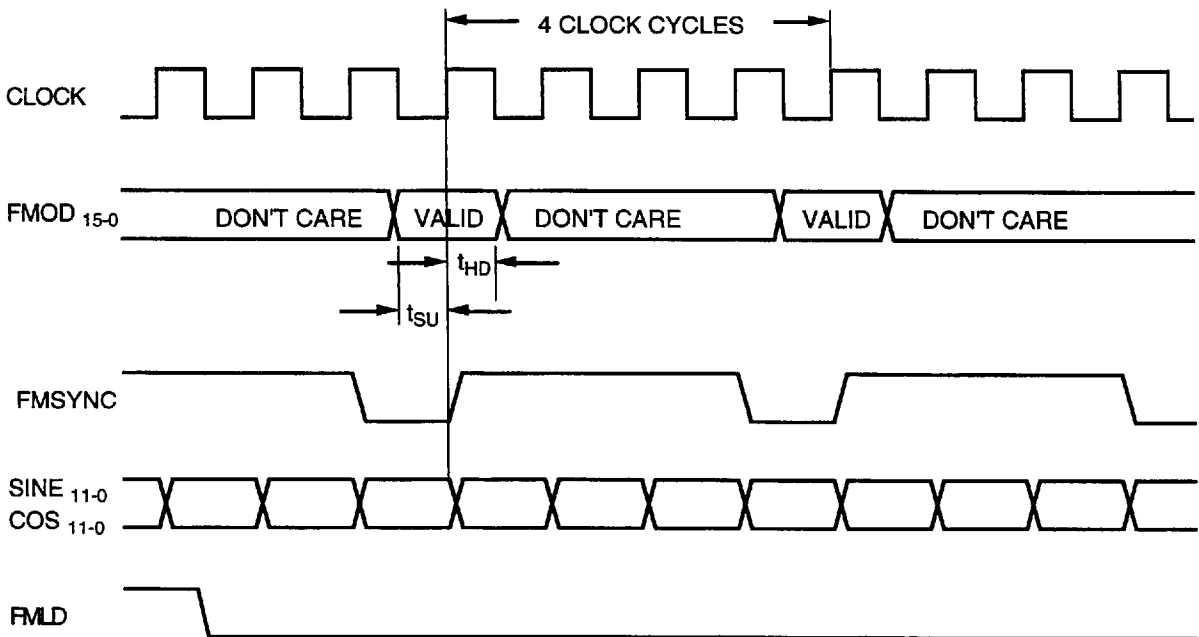 4 CLOCK CYCLES
CLOCK
FMOD 15-0
DON'T CARE
VALID
DON'T CARE
VALID
DON'T CARE
tHD
tSU
FMSYNC
SINE 11-0
COS 11-0
FMLD